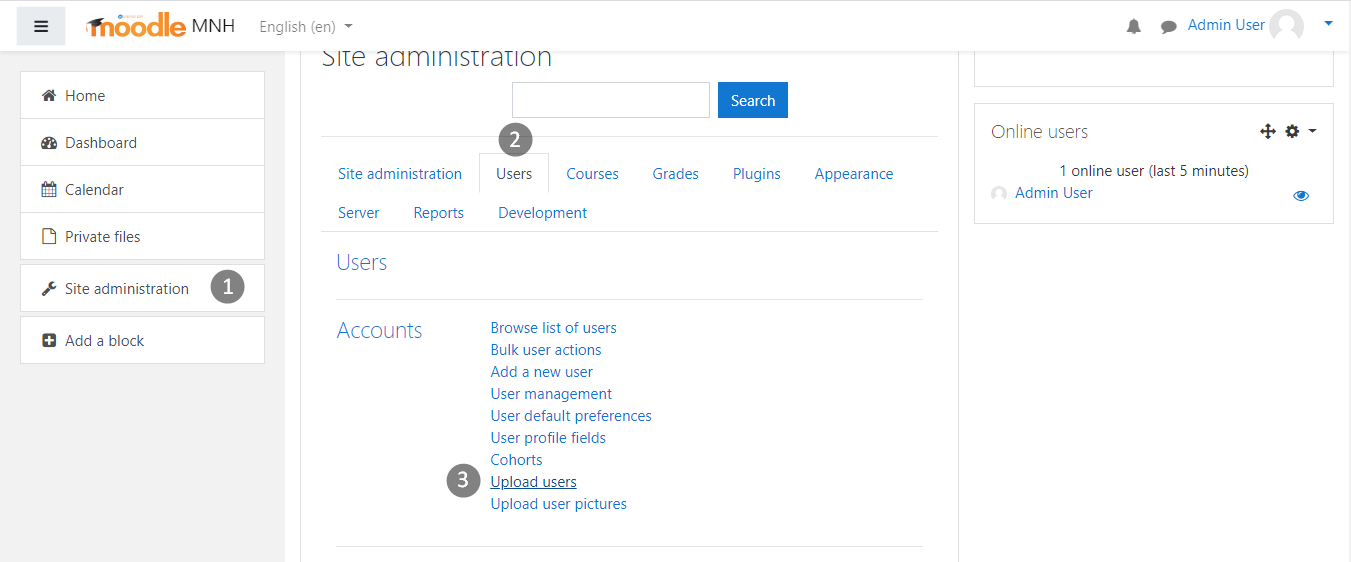 moodle MNH English (en) Admin User
Site administration
Search
Home
Dashboard
Calendar
Private files
Site administration 1
Add a block
2
Site administration Users Courses Grades Plugins Appearance
Server Reports Development
Users
Accounts
Browse list of users
Bulk user actions
Add a new user
User management
User default preferences
User profile fields
Cohorts
3 Upload users
Upload user pictures
Online users
1 online user (last 5 minutes)
Admin User